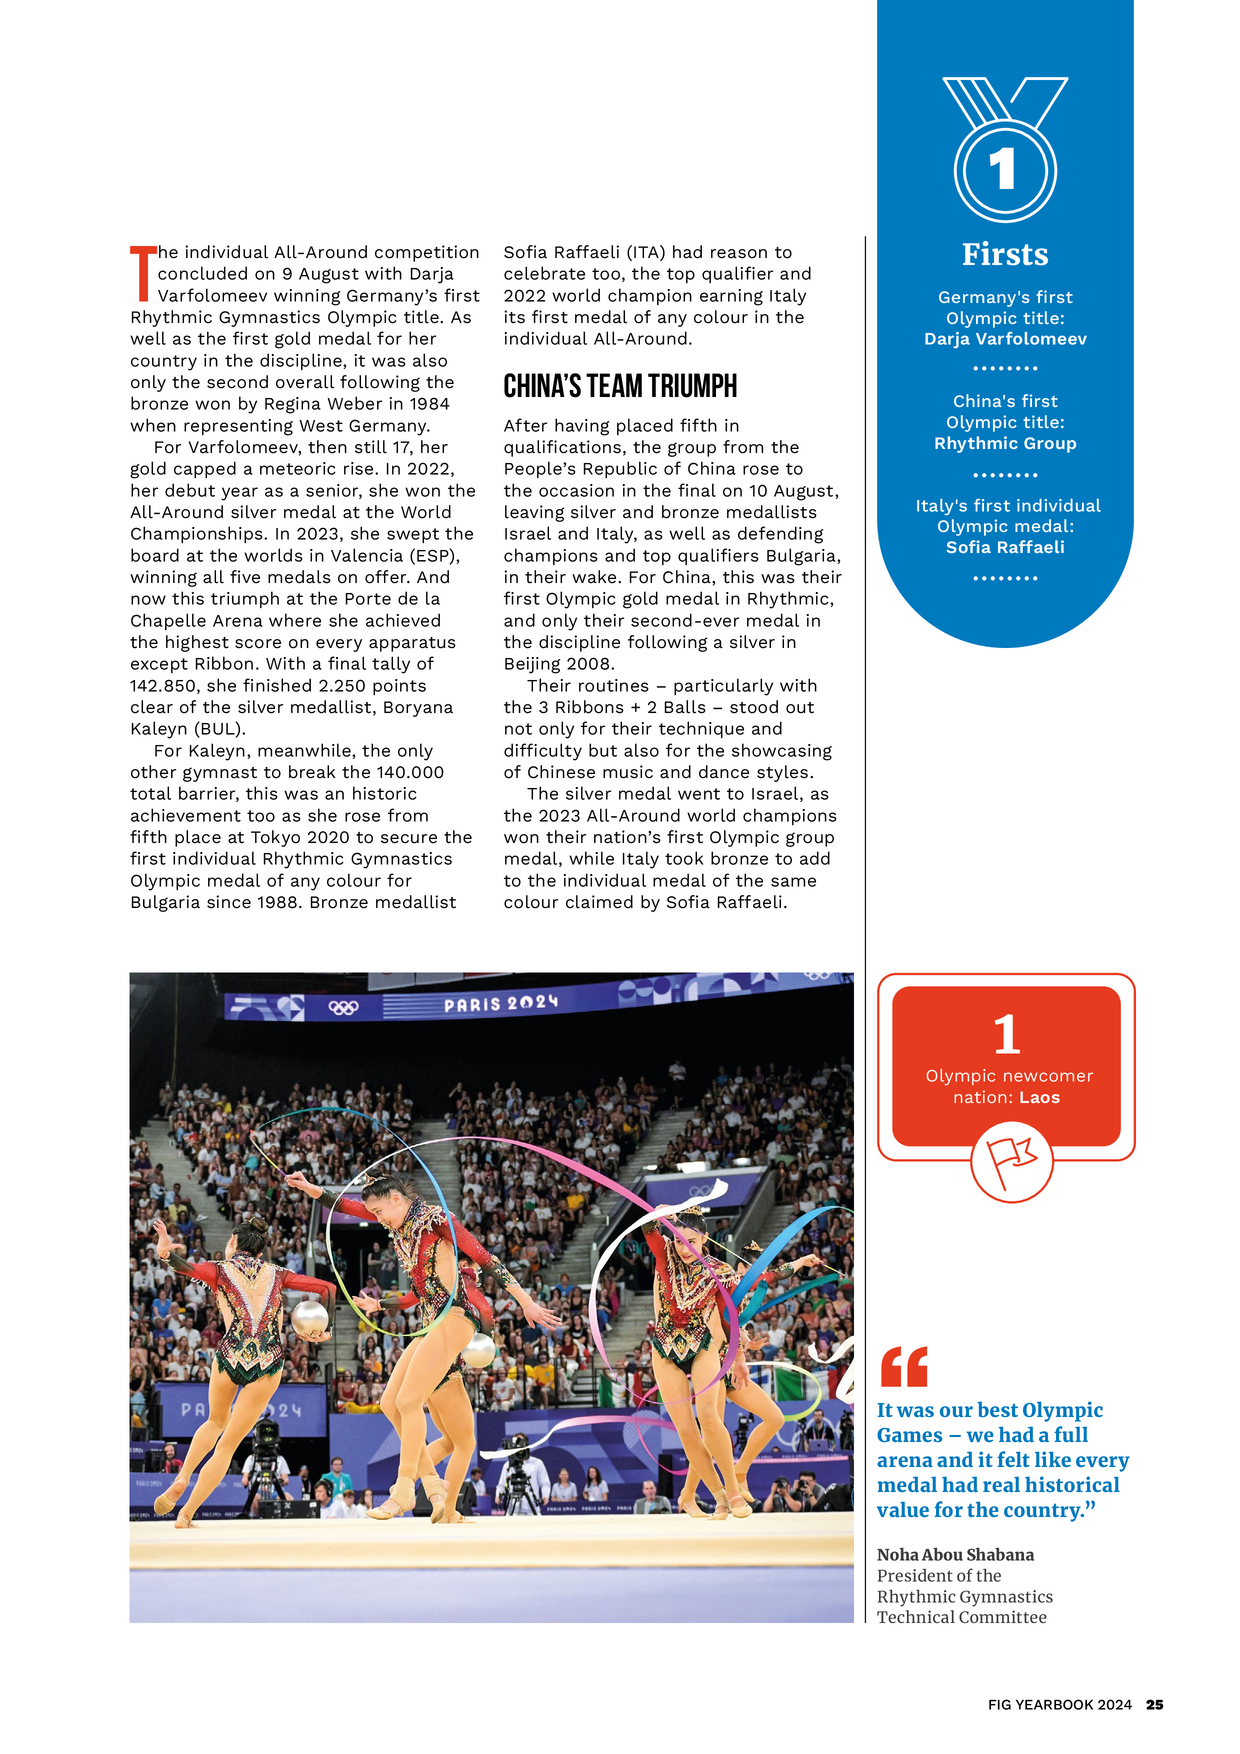 The individual All-Around competition
concluded on 9 August with Darja
Varfolomeev winning Germany’s first
Rhythmic Gymnastics Olympic title. As
well as the first gold medal for her
country in the discipline, it was also
only the second overall following the
bronze won by Regina Weber in 1984
when representing West Germany.
For Varfolomeev, then still 17, her
gold capped a meteoric rise. In 2022,
her debut year as a senior, she won the
All-Around silver medal at the World
Championships. In 2023, she swept the
board at the worlds in Valencia (ESP),
winning all five medals on offer. And
now this triumph at the Porte de la
Chapelle Arena where she achieved
the highest score on every apparatus
except Ribbon. With a final tally of
142.850, she finished 2.250 points
clear of the silver medallist, Boryana
Kaleyn (BUL).
For Kaleyn, meanwhile, the only
other gymnast to break the 140.000
total barrier, this was an historic
achievement too as she rose from
fifth place at Tokyo 2020 to secure the
first individual Rhythmic Gymnastics
Olympic medal of any colour for
Bulgaria since 1988. Bronze medallist
Sofia Raffaeli (ITA) had reason to
celebrate too, the top qualifier and
2022 world champion earning Italy
its first medal of any colour in the
individual All-Around.
CHINA’S TEAM TRIUMPH
After having placed fifth in
qualifications, the group from the
People’s Republic of China rose to
the occasion in the final on 10 August,
leaving silver and bronze medallists
Israel and Italy, as well as defending
champions and top qualifiers Bulgaria,
in their wake. For China, this was their
first Olympic gold medal in Rhythmic,
and only their second-ever medal in
the discipline following a silver in
Beijing 2008.
Their routines – particularly with
the 3 Ribbons + 2 Balls – stood out
not only for their technique and
difficulty but also for the showcasing
of Chinese music and dance styles.
The silver medal went to Israel, as
the 2023 All-Around world champions
won their nation’s first Olympic group
medal, while Italy took bronze to add
to the individual medal of the same
colour claimed by Sofia Raffaeli.
1
Firsts
Germany's first
Olympic title:
Darja Varfolomeev
China's first
Olympic title:
Rhythmic Group
Italy's first individual
Olympic medal:
Sofia Raffaeli
PARIS 2024
PA
24
1
Olympic newcomer
nation: Laos
“
It was our best Olympic
Games – we had a full
arena and it felt like every
medal had real historical
value for the country.”
Noha Abou Shabana
President of the
Rhythmic Gymnastics
Technical Committee
FIG YEARBOOK 2024 25